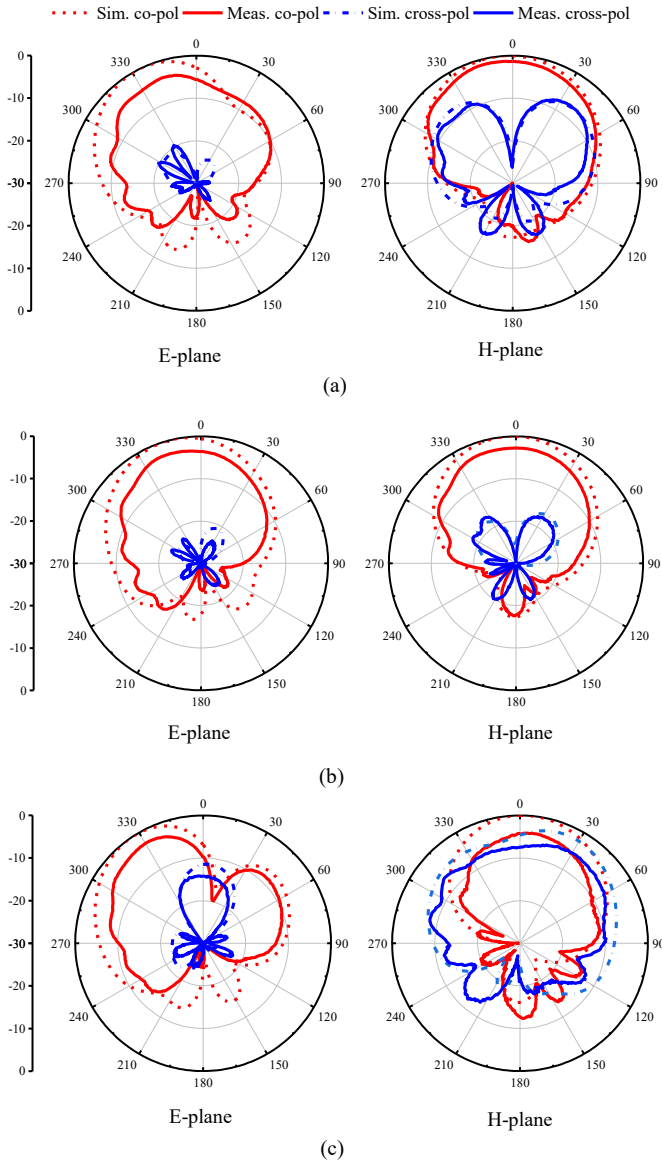 Sim. co-pol Meas. co-pol Sim. cross-pol Meas. cross-pol
0 0 0
-10 330 30 330 30
-20 300 60 300 60
-30 270 90 270 90
-20 240 120 240 120
-10 210 150 210 150
0 180 180
E-plane H-plane
(a)
0 0 0
-10 330 30 330 30
-20 300 60 300 60
-30 270 90 270 90
-20 240 120 240 120
-10 210 150 210 150
0 180 180
E-plane H-plane
(b)
0 0 0
-10 330 30 330 30
-20 300 60 300 60
-30 270 90 270 90
-20 240 120 240 120
-10 210 150 210 150
0 180 180
E-plane H-plane
(c)